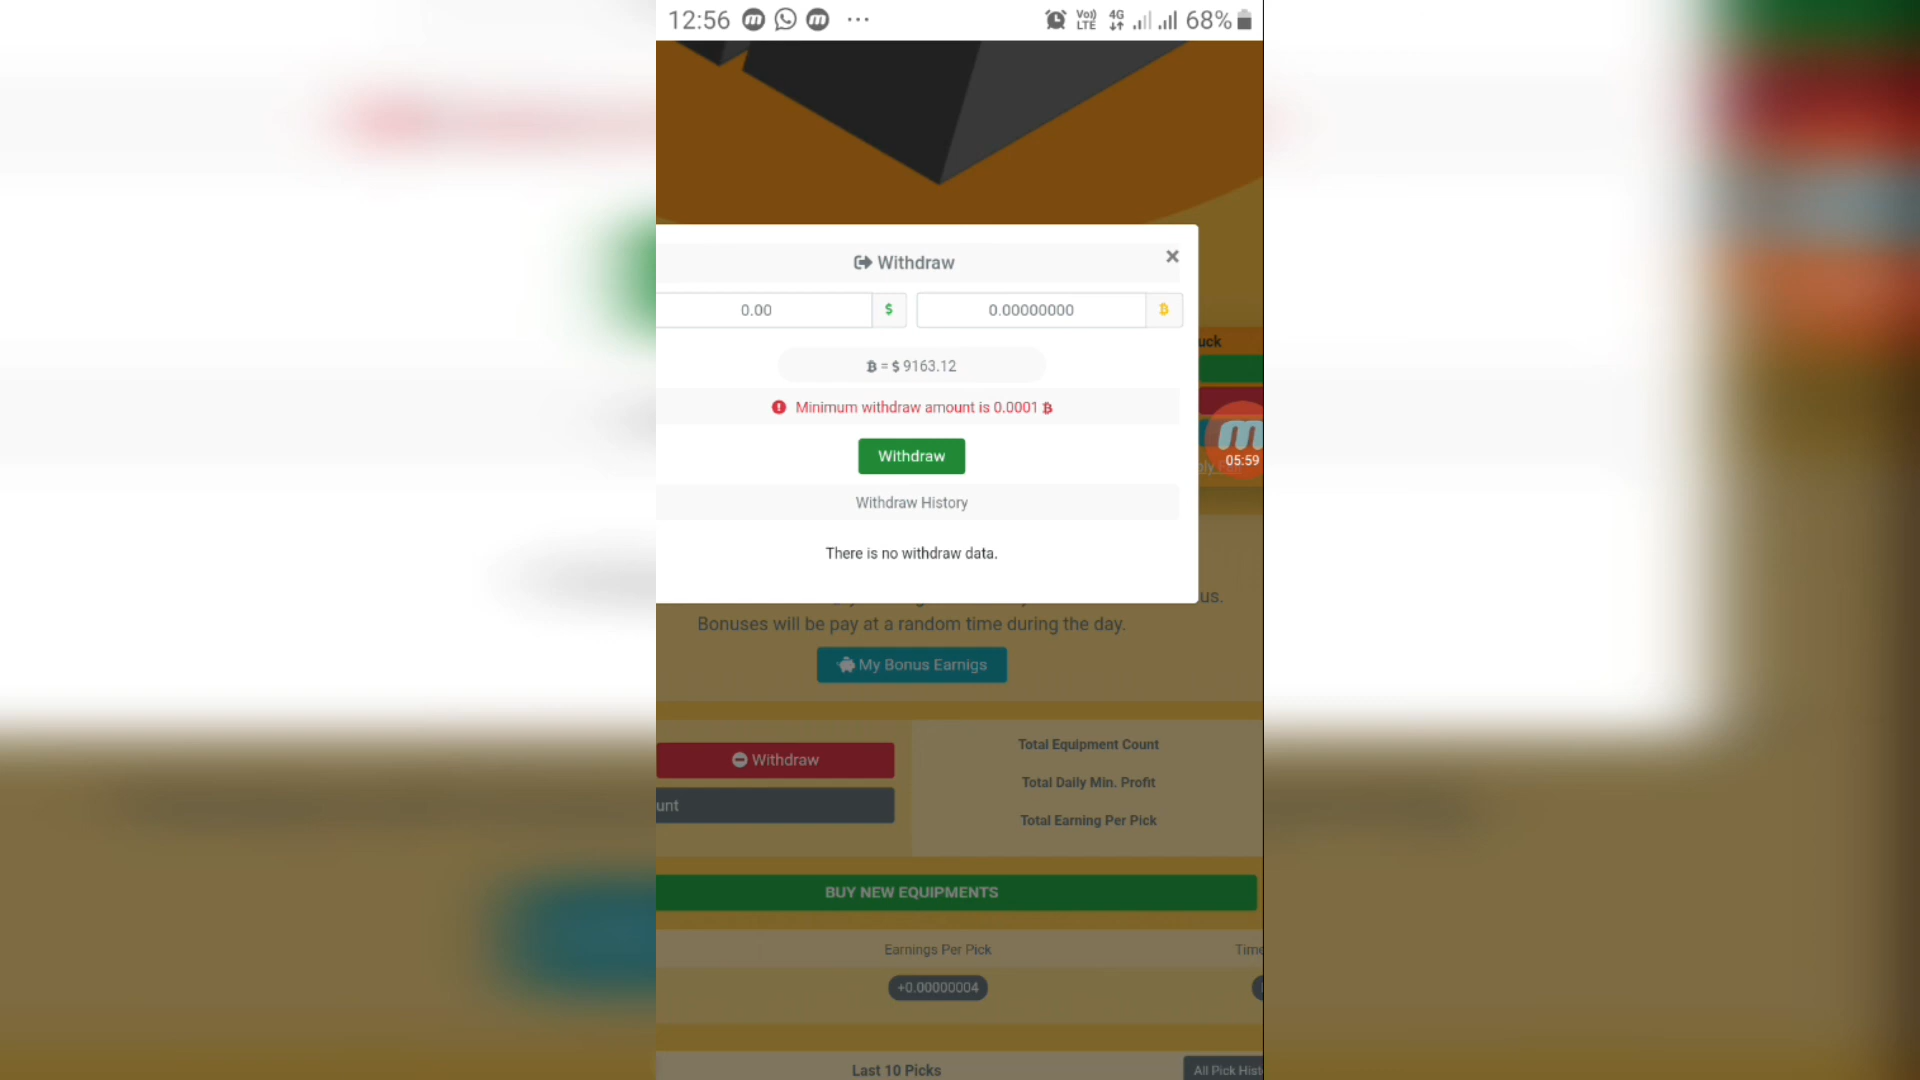 12:56 ··· Vo)) LTE 4G 68%
Withdraw
×
0.00 $ 0.00000000 ₿
₿ = $ 9163.12
uck
Minimum withdraw amount is 0.0001 ₿
05:59
Withdraw
Withdraw History
There is no withdraw data.
us.
Bonuses will be pay at a random time during the day.
My Bonus Earnigs
Total Equipment Count
Withdraw
Total Daily Min. Profit
unt
Total Earning Per Pick
BUY NEW EQUIPMENTS
Earnings Per Pick Time
+0.00000004
Last 10 Picks All Pick Hist